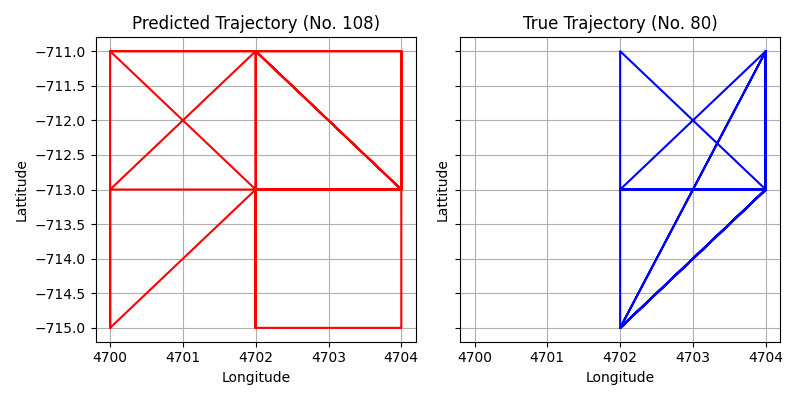 Predicted Trajectory (No. 108)
True Trajectory (No. 80)
Lattitude
−711.0
−711.5
−712.0
−712.5
−713.0
−713.5
−714.0
−714.5
−715.0
4700 4701 4702 4703 4704
Longitude
Lattitude
4700 4701 4702 4703 4704
Longitude